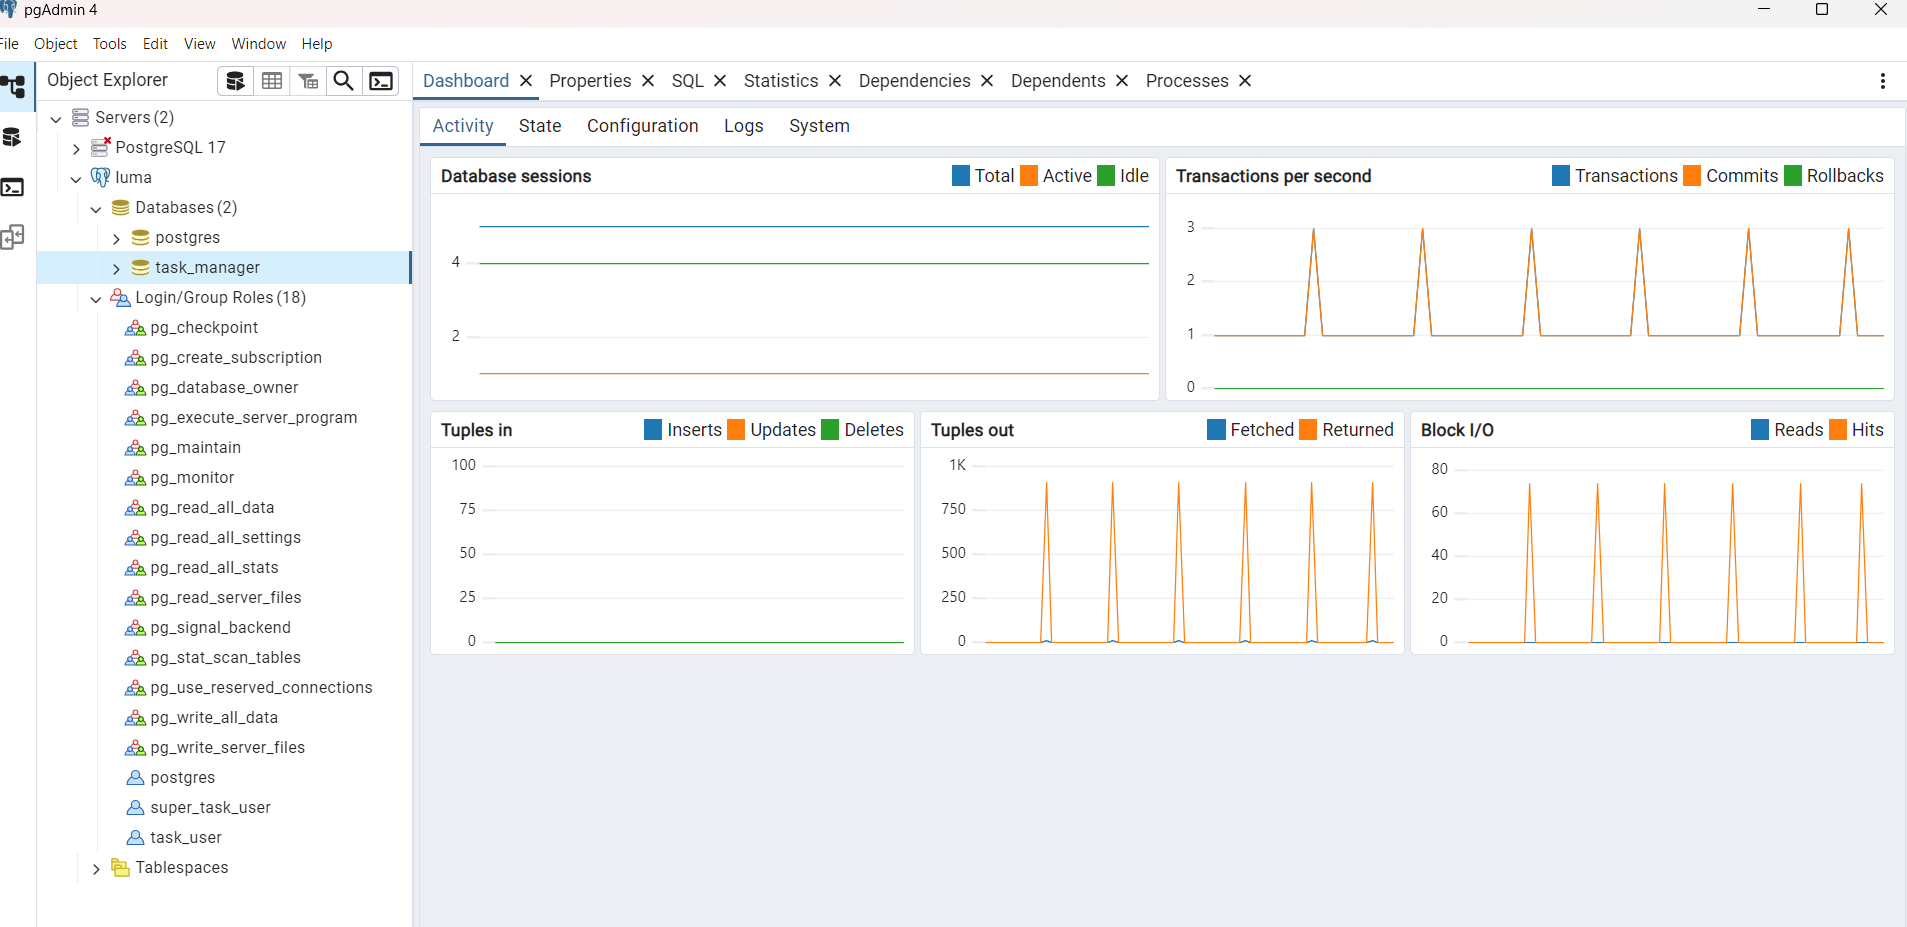 pgAdmin 4
File Object Tools Edit View Window Help
Object Explorer
Dashboard Properties SQL Statistics Dependencies Dependents Processes
Servers (2)
PostgreSQL 17
luma
Databases (2)
postgres
task_manager
Login/Group Roles (18)
pg_checkpoint
pg_create_subscription
pg_database_owner
pg_execute_server_program
pg_maintain
pg_monitor
pg_read_all_data
pg_read_all_settings
pg_read_all_stats
pg_read_server_files
pg_signal_backend
pg_stat_scan_tables
pg_use_reserved_connections
pg_write_all_data
pg_write_server_files
postgres
super_task_user
task_user
Tablespaces
Activity State Configuration Logs System
Database sessions Total Active Idle
4
2
Transactions per second Transactions Commits Rollbacks
3
2
1
0
Tuples in Inserts Updates Deletes
100
75
50
25
0
Tuples out Fetched Returned
1K
750
500
250
0
Block I/O Reads Hits
80
60
40
20
0